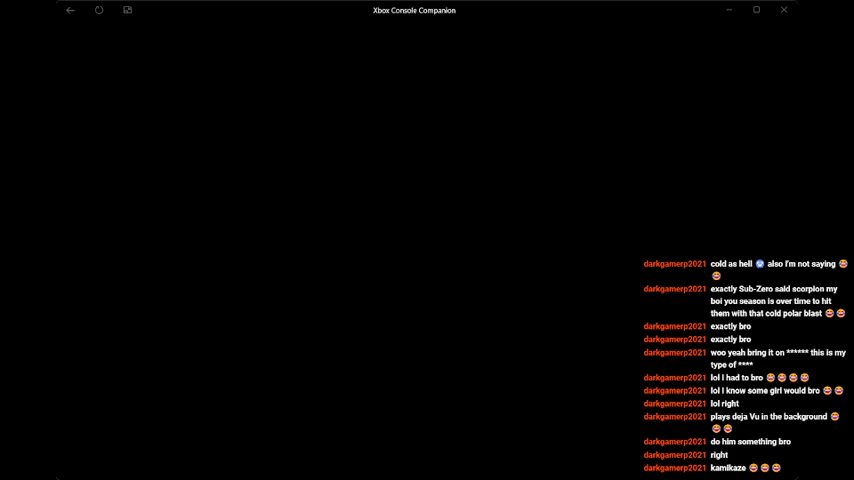 Xbox Console Companion
darkgamerp2021 cold as hell 🥶 also I'm not saying 😂
😂
darkgamerp2021 exactly Sub-Zero said scorpion my
boi you season is over time to hit
them with that cold polar blast 😂 😂
darkgamerp2021 exactly bro
darkgamerp2021 exactly bro
darkgamerp2021 woo yeah bring it on ****** this is my
type of ****
darkgamerp2021 lol I had to bro 😂 😂 😂 😂
darkgamerp2021 lol I know some girl would bro 😂 😂
darkgamerp2021 lol right
darkgamerp2021 plays deja Vu in the background 😂
😂 😂
darkgamerp2021 do him something bro
darkgamerp2021 right
darkgamerp2021 kamikaze 😂 😂 😂